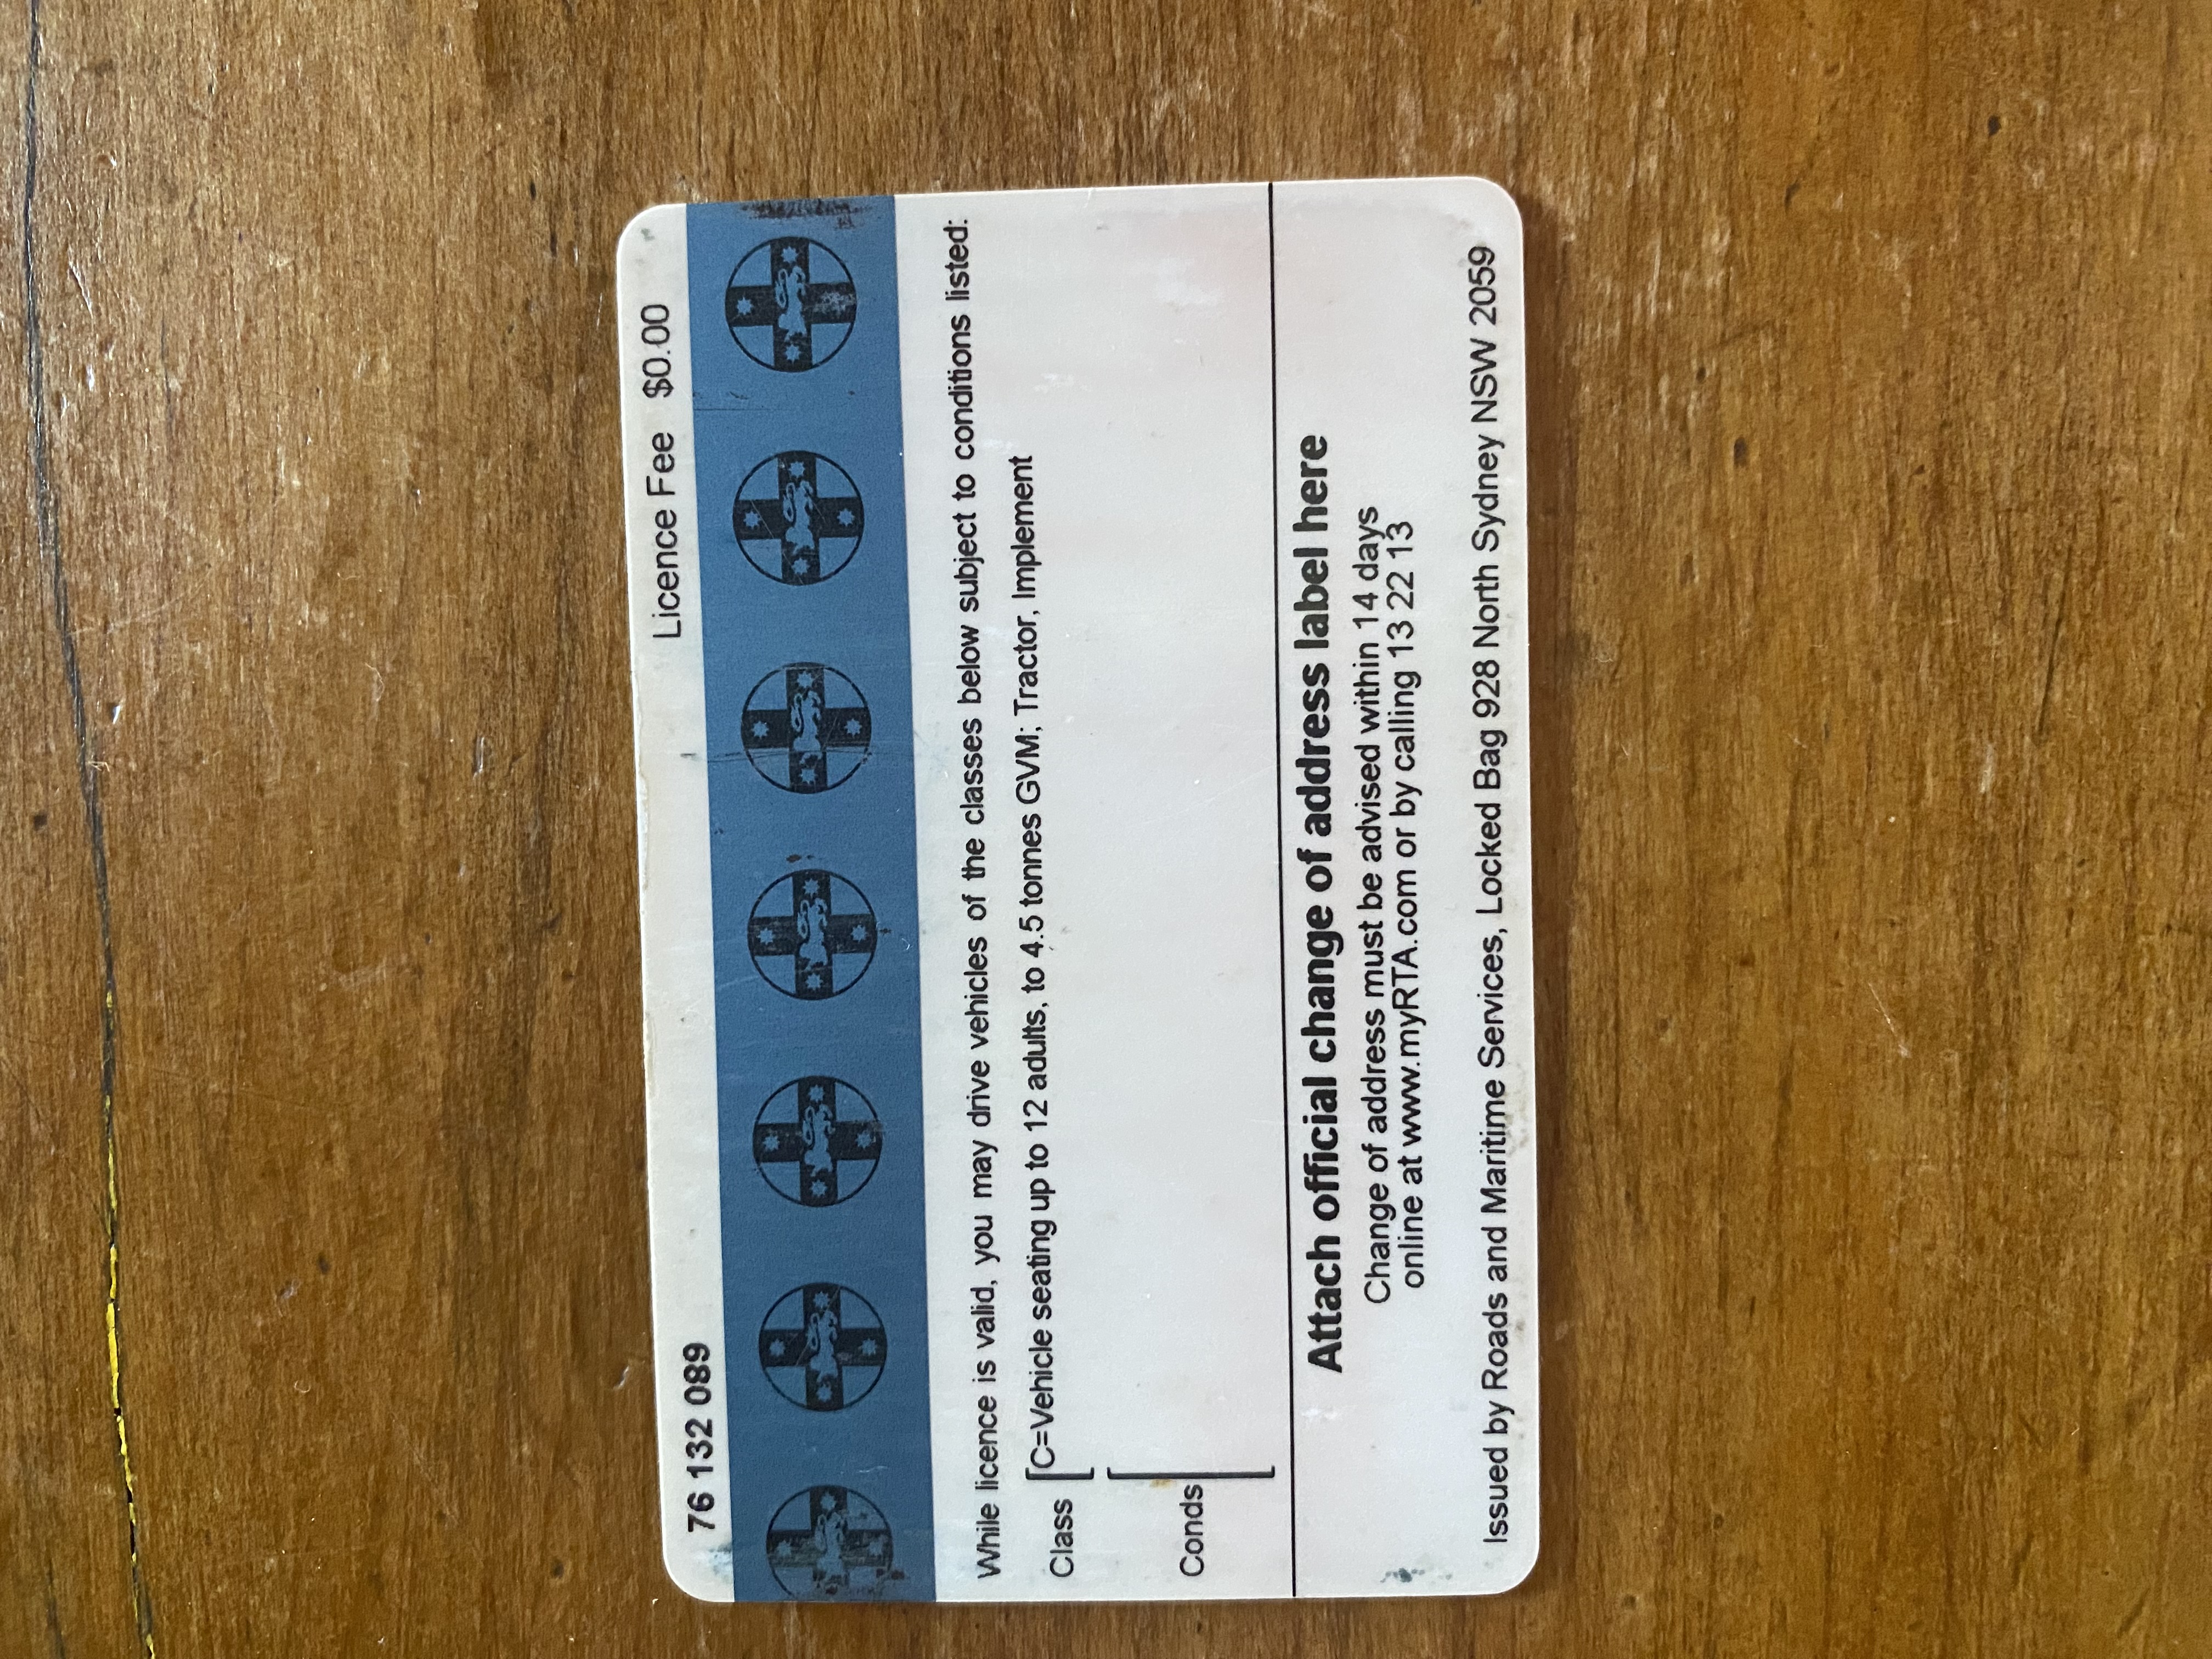 76 132 089 Licence Fee $0.00
While licence is valid, you may drive vehicles of the classes below subject to conditions listed:
Class [C=Vehicle seating up to 12 adults, to 4.5 tonnes GVM; Tractor, Implement
Conds [
Attach official change of address label here
Change of address must be advised within 14 days
online at www.myRTA.com or by calling 13 22 13
Issued by Roads and Maritime Services, Locked Bag 928 North Sydney NSW 2059